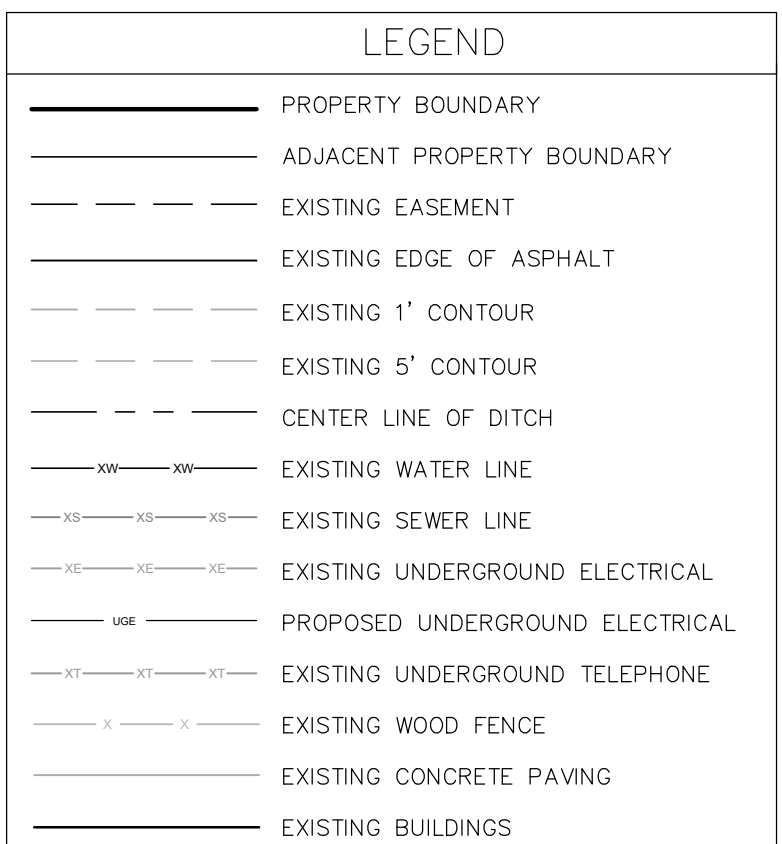 LEGEND
PROPERTY BOUNDARY
ADJACENT PROPERTY BOUNDARY
EXISTING EASEMENT
EXISTING EDGE OF ASPHALT
EXISTING 1' CONTOUR
EXISTING 5' CONTOUR
CENTER LINE OF DITCH
XW XW EXISTING WATER LINE
XS XS XS EXISTING SEWER LINE
XE XE XE EXISTING UNDERGROUND ELECTRICAL
UGE PROPOSED UNDERGROUND ELECTRICAL
XT XT XT EXISTING UNDERGROUND TELEPHONE
X X EXISTING WOOD FENCE
EXISTING CONCRETE PAVING
EXISTING BUILDINGS